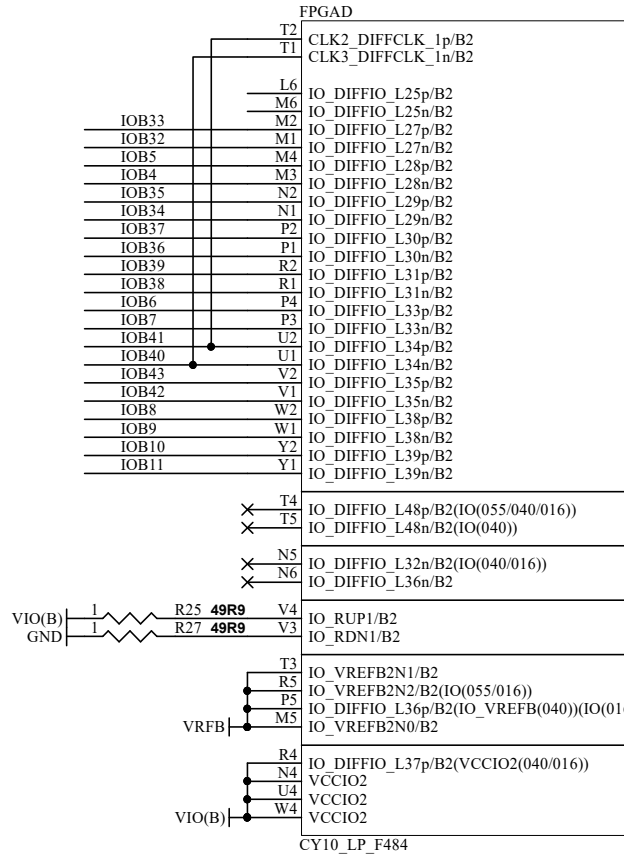 FPGAD
T2 CLK2_DIFFCLK_1p/B2
T1 CLK3_DIFFCLK_1n/B2
L6 IO_DIFFIO_L25p/B2
M6 IO_DIFFIO_L25n/B2
IOB33 M2 IO_DIFFIO_L27p/B2
IOB32 M1 IO_DIFFIO_L27n/B2
IOB5 M4 IO_DIFFIO_L28p/B2
IOB4 M3 IO_DIFFIO_L28n/B2
IOB35 N2 IO_DIFFIO_L29p/B2
IOB34 N1 IO_DIFFIO_L29n/B2
IOB37 P2 IO_DIFFIO_L30p/B2
IOB36 P1 IO_DIFFIO_L30n/B2
IOB39 R2 IO_DIFFIO_L31p/B2
IOB38 R1 IO_DIFFIO_L31n/B2
IOB6 P4 IO_DIFFIO_L33p/B2
IOB7 P3 IO_DIFFIO_L33n/B2
IOB41 U2 IO_DIFFIO_L34p/B2
IOB40 U1 IO_DIFFIO_L34n/B2
IOB43 V2 IO_DIFFIO_L35p/B2
IOB42 V1 IO_DIFFIO_L35n/B2
IOB8 W2 IO_DIFFIO_L38p/B2
IOB9 W1 IO_DIFFIO_L38n/B2
IOB10 Y2 IO_DIFFIO_L39p/B2
IOB11 Y1 IO_DIFFIO_L39n/B2
T4 IO_DIFFIO_L48p/B2(IO(055/040/016))
T5 IO_DIFFIO_L48n/B2(IO(040))
N5 IO_DIFFIO_L32n/B2(IO(040/016))
N6 IO_DIFFIO_L36n/B2
VIO(B) 1 R25 49R9 V4 IO_RUP1/B2
GND 1 R27 49R9 V3 IO_RDN1/B2
T3 IO_VREFB2N1/B2
R5 IO_VREFB2N2/B2(IO(055/016))
P5 IO_DIFFIO_L36p/B2(IO_VREFB(040))(IO(01
VRFB M5 IO_VREFB2N0/B2
R4 IO_DIFFIO_L37p/B2(VCCIO2(040/016))
N4 VCCIO2
U4 VCCIO2
VIO(B) W4 VCCIO2
CY10_LP_F484